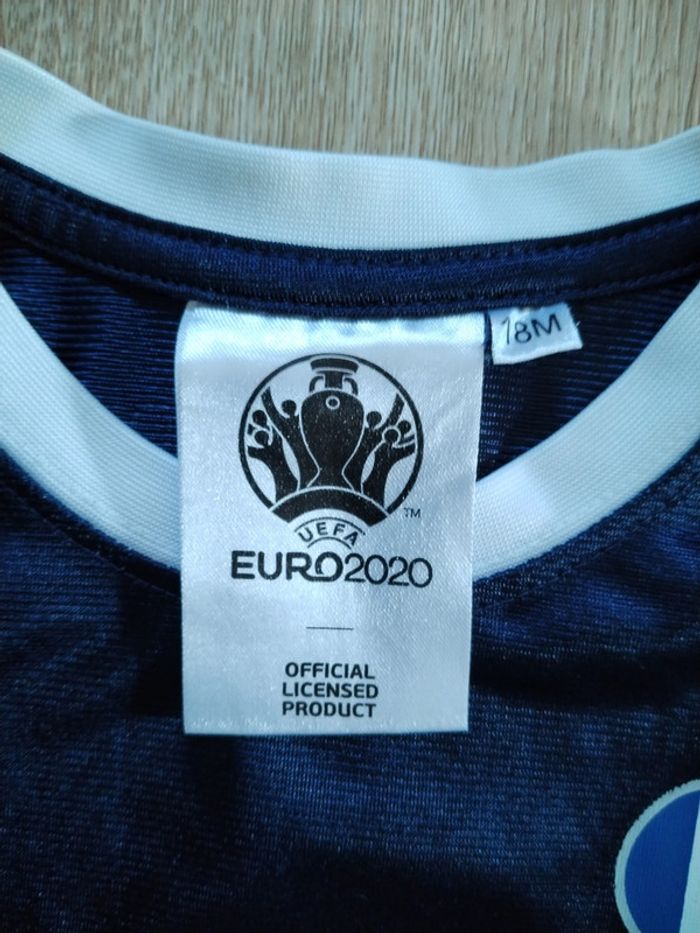 18M
TM
UEFA
EURO2020
OFFICIAL
LICENSED
PRODUCT